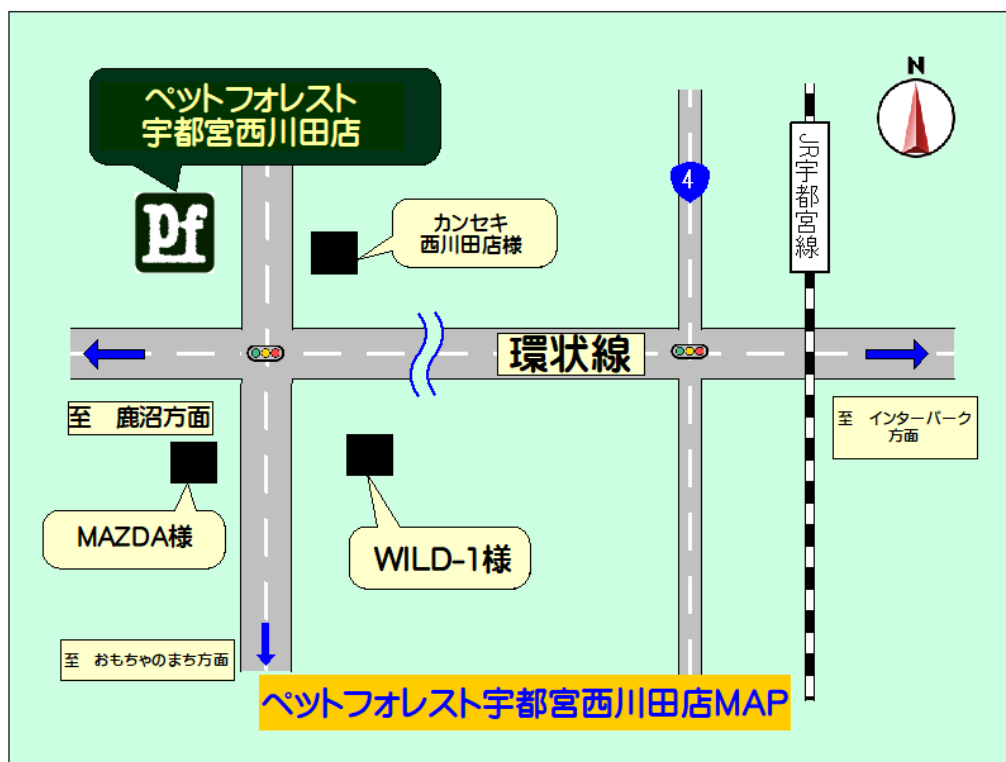 ペットフォレスト
宇都宮西川田店
N
pf
4
JR宇都宮線
カンセキ
西川田店様
環状線
至 鹿沼方面
至 インターパーク
方面
MAZDA様
WILD-1様
至 おもちゃのまち方面
ペットフォレスト宇都宮西川田店MAP